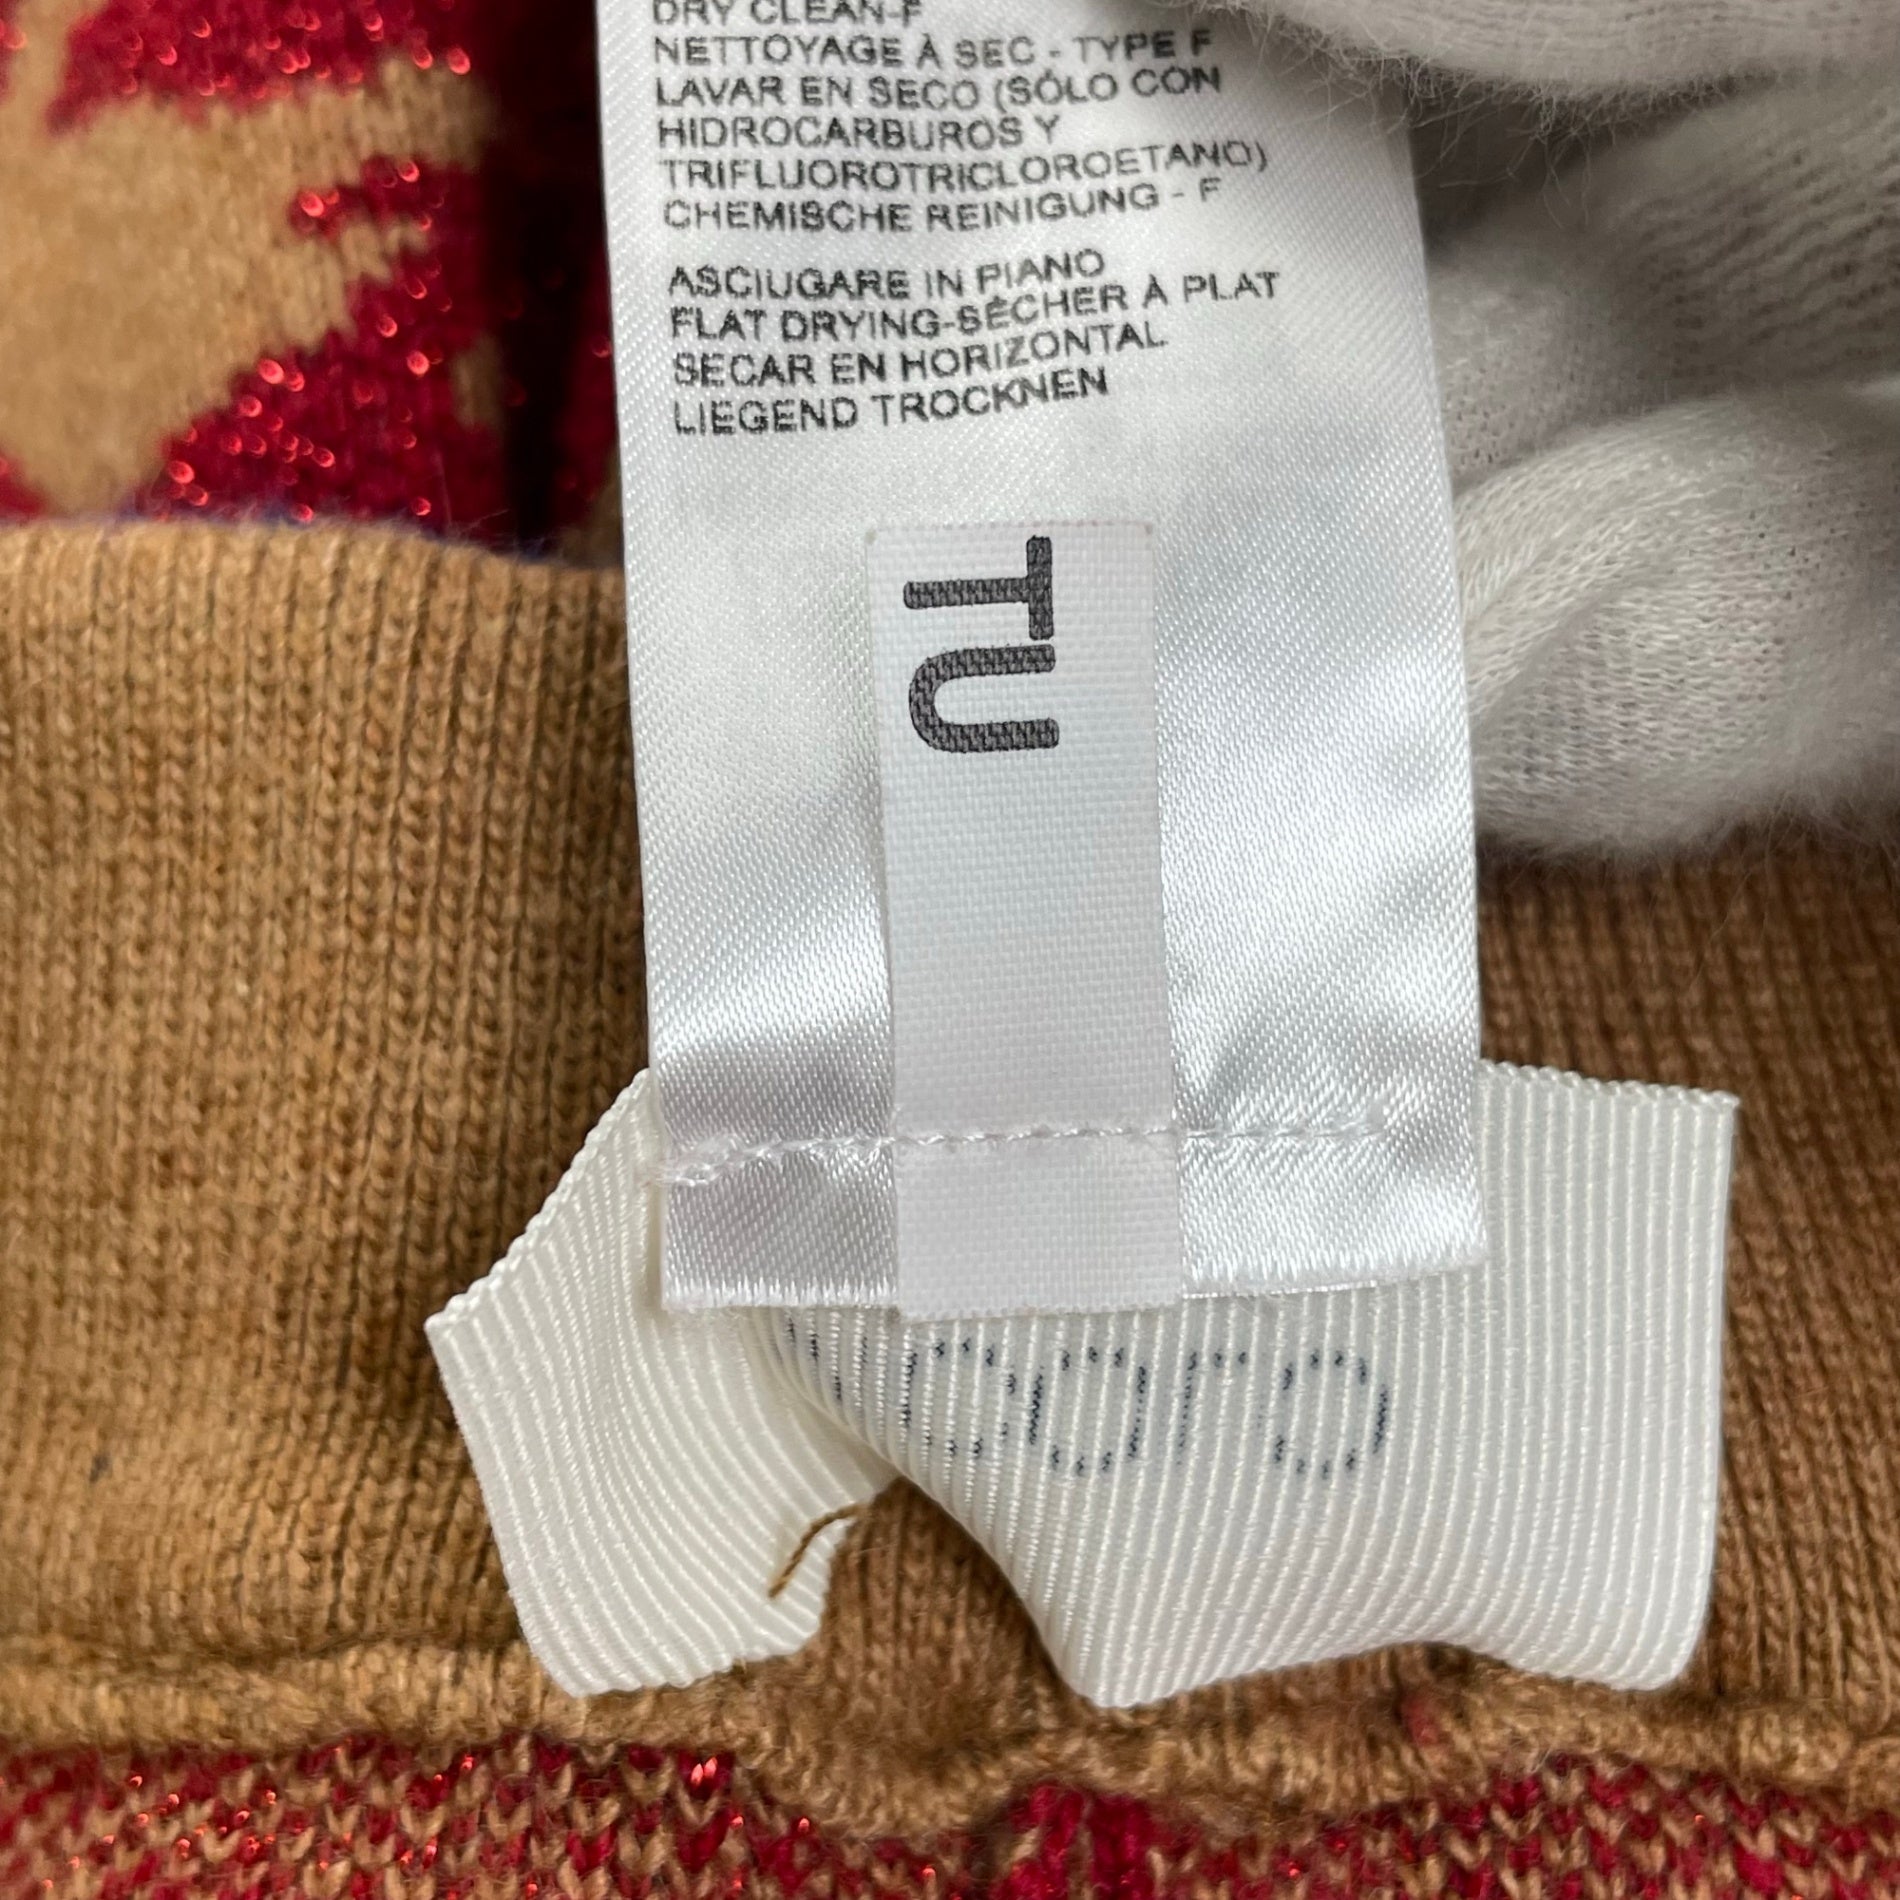 DRY CLEAN-F
NETTOYAGE À SEC - TYPE F
LAVAR EN SECO (SÓLO CON
HIDROCARBUROS Y
TRIFLUOROTRICLOROETANO)
CHEMISCHE REINIGUNG - F
ASCIUGARE IN PIANO
FLAT DRYING-SÉCHER À PLAT
SECAR EN HORIZONTAL
LIEGEND TROCKNEN
TU